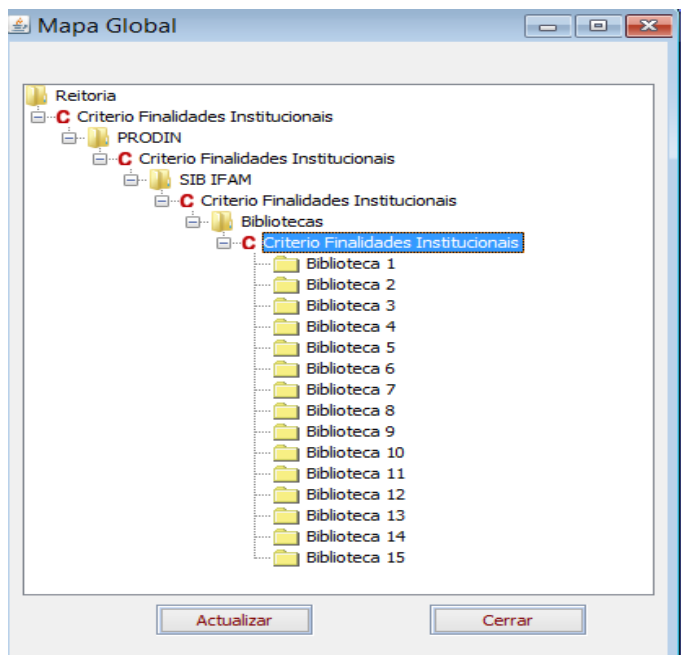 Mapa Global
Reitoria
C Criterio Finalidades Institucionais
PRODIN
C Criterio Finalidades Institucionais
SIB IFAM
C Criterio Finalidades Institucionais
Bibliotecas
C Criterio Finalidades Institucionais
Biblioteca 1
Biblioteca 2
Biblioteca 3
Biblioteca 4
Biblioteca 5
Biblioteca 6
Biblioteca 7
Biblioteca 8
Biblioteca 9
Biblioteca 10
Biblioteca 11
Biblioteca 12
Biblioteca 13
Biblioteca 14
Biblioteca 15
Actualizar Cerrar